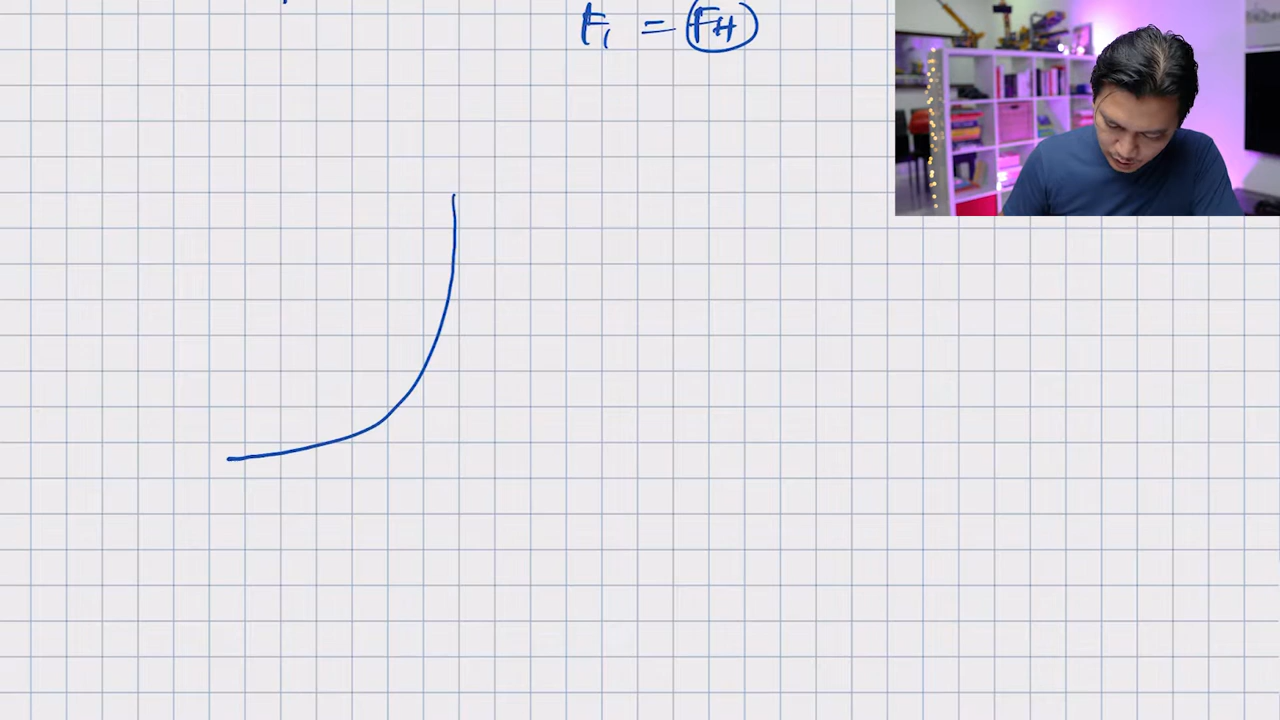 F₁ = FH